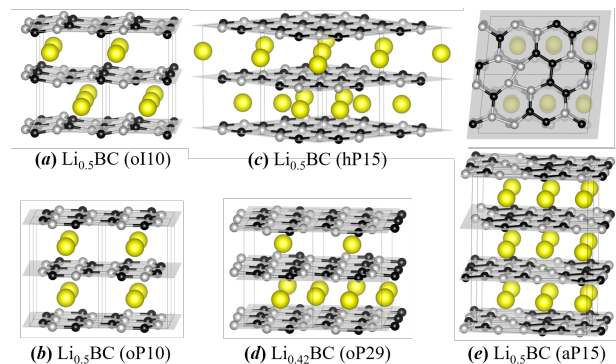 (a) Li0.5BC (oI10)
(c) Li0.5BC (hP15)
(b) Li0.5BC (oP10)
(d) Li0.42BC (oP29)
(e) Li0.5BC (aP15)